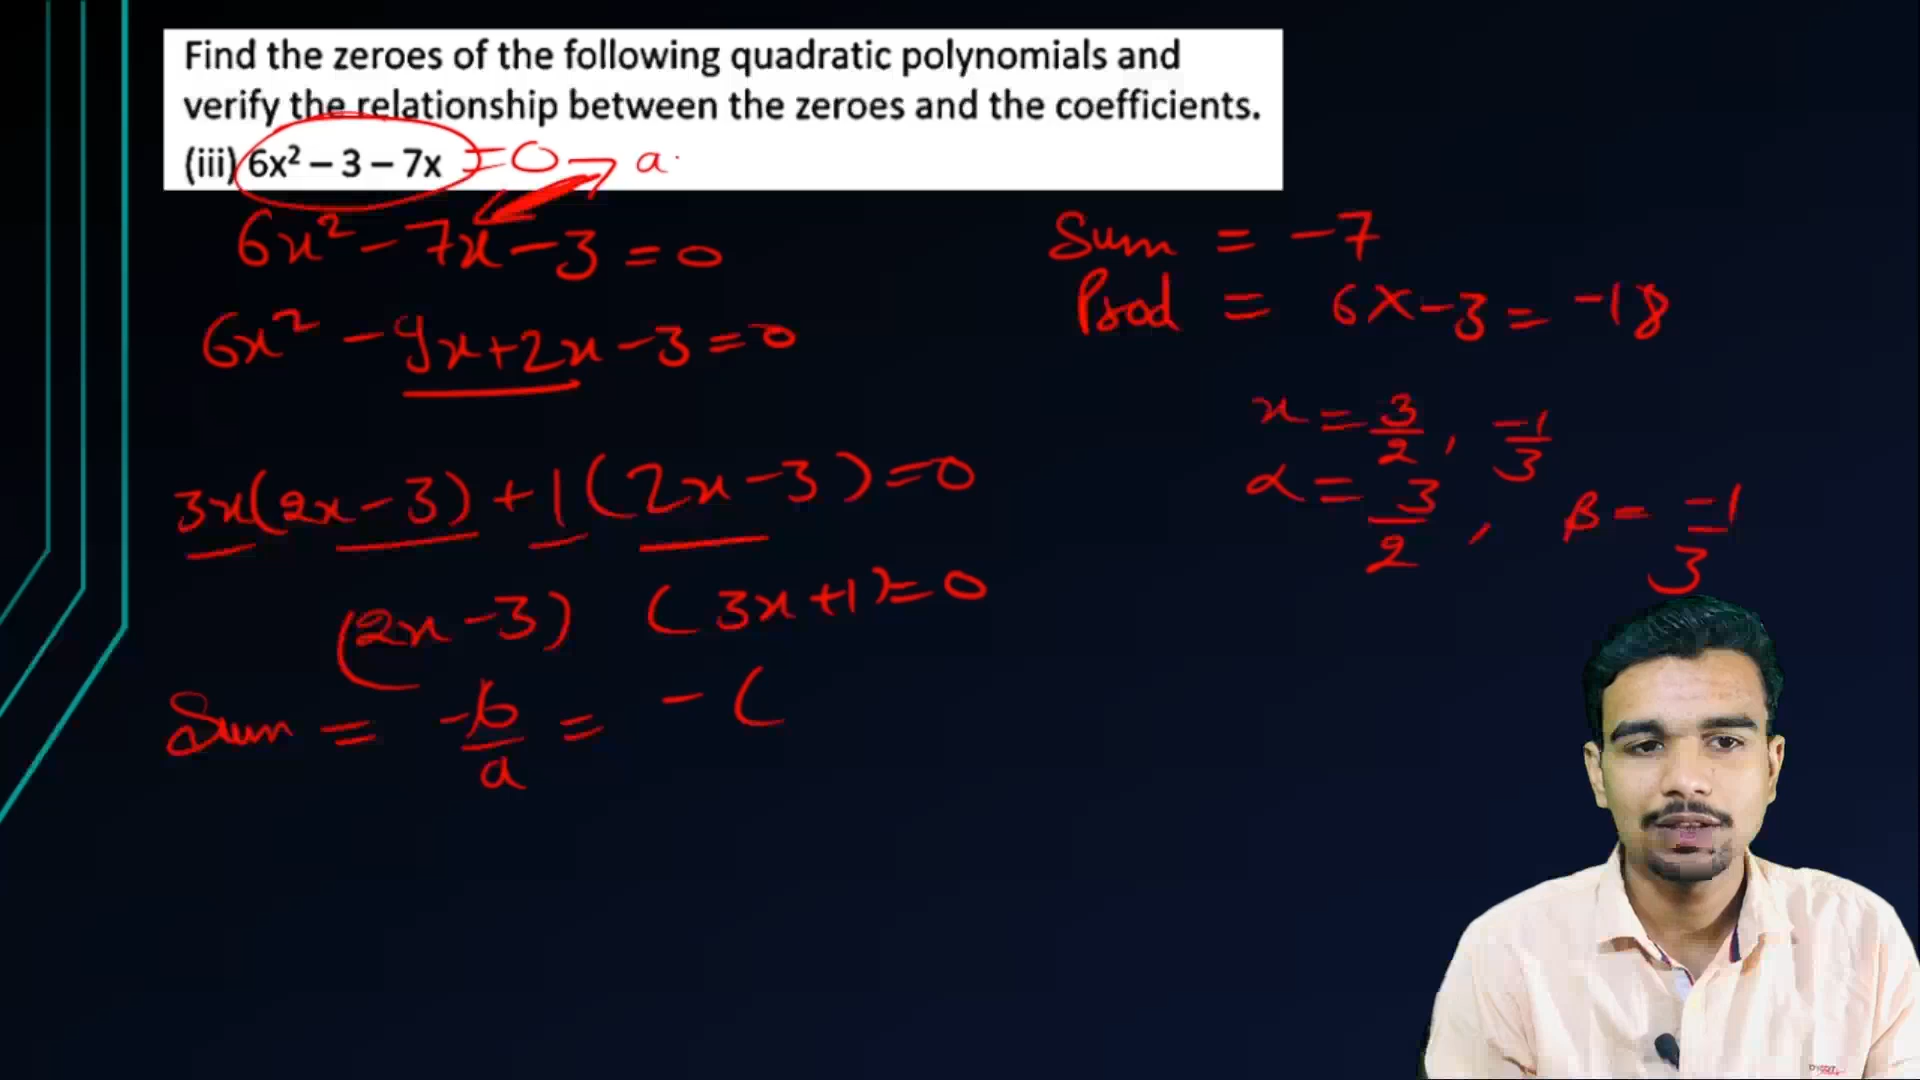 Find the zeroes of the following quadratic polynomials and
verify the relationship between the zeroes and the coefficients.
(iii) 6x² – 3 – 7x = 0 → a
6x² - 7x - 3 = 0
6x² - 9x + 2x - 3 = 0
3x(2x - 3) + 1(2x - 3) = 0
(2x - 3) (3x + 1) = 0
Sum = -b/a = - (
Sum = -7
Prod = 6x-3 = -18
x = 3/2, -1/3
α = 3/2, β = -1/3